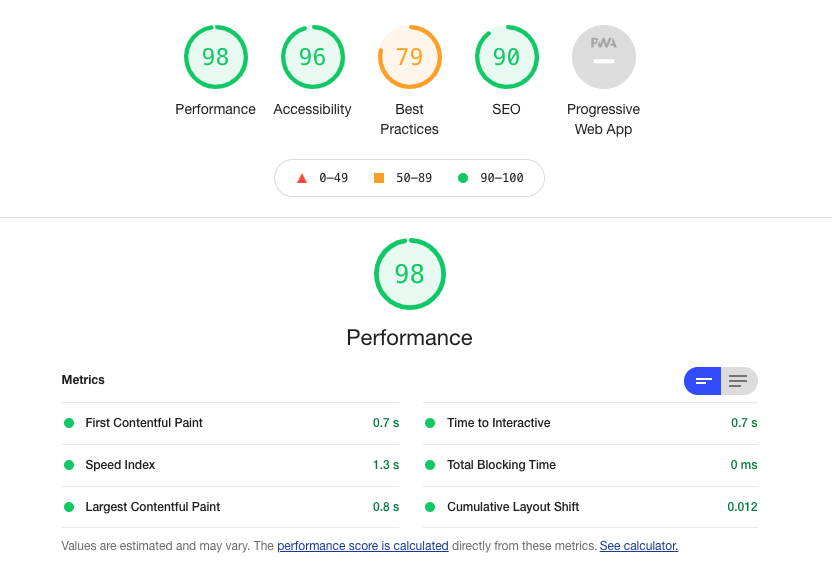 98 96 79 90 PWA
Performance Accessibility Best Practices SEO Progressive Web App
0–49 50–89 90–100
98
Performance
Metrics
First Contentful Paint 0.7 s
Time to Interactive 0.7 s
Speed Index 1.3 s
Total Blocking Time 0 ms
Largest Contentful Paint 0.8 s
Cumulative Layout Shift 0.012
Values are estimated and may vary. The performance score is calculated directly from these metrics. See calculator.